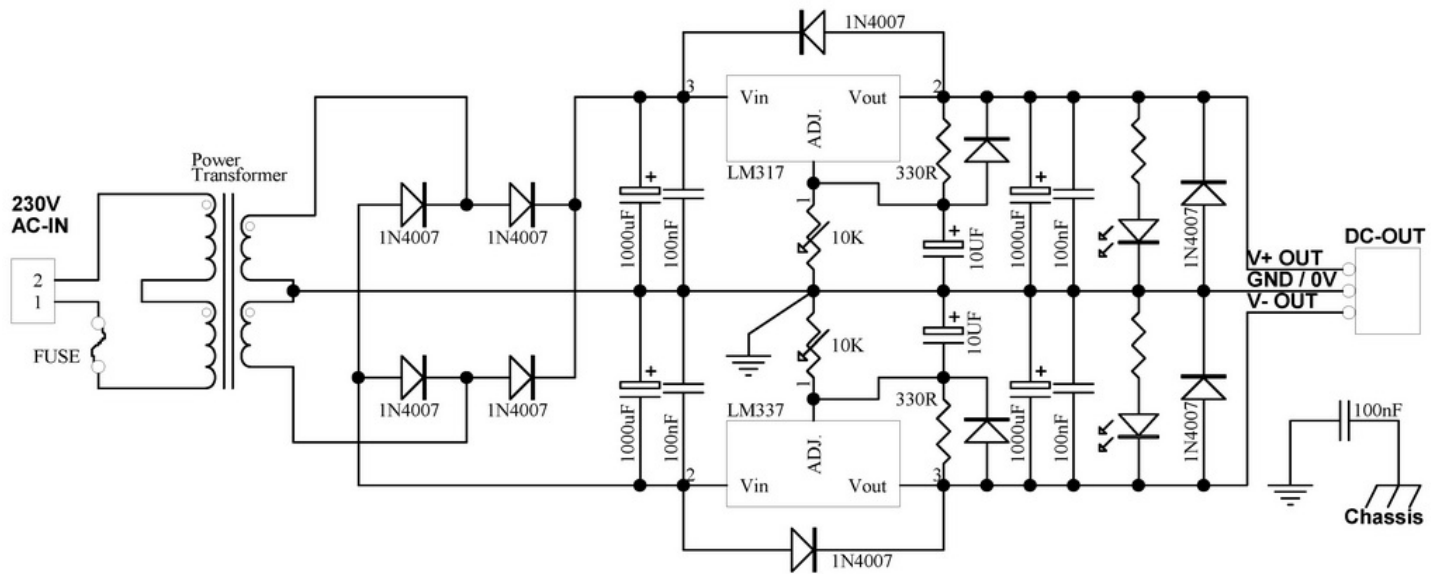 1N4007
3
Vin
Vout
2
ADJ.
LM317
330R
1
10K
10UF
1000uF
100nF
1000uF
100nF
1N4007
Power
Transformer
230V
AC-IN
2
1
FUSE
1N4007
1N4007
1N4007
1N4007
DC-OUT
V+ OUT
GND / 0V
V- OUT
10K
1
10UF
LM337
330R
ADJ.
2
Vin
Vout
3
1000uF
100nF
1000uF
100nF
1N4007
1N4007
100nF
Chassis